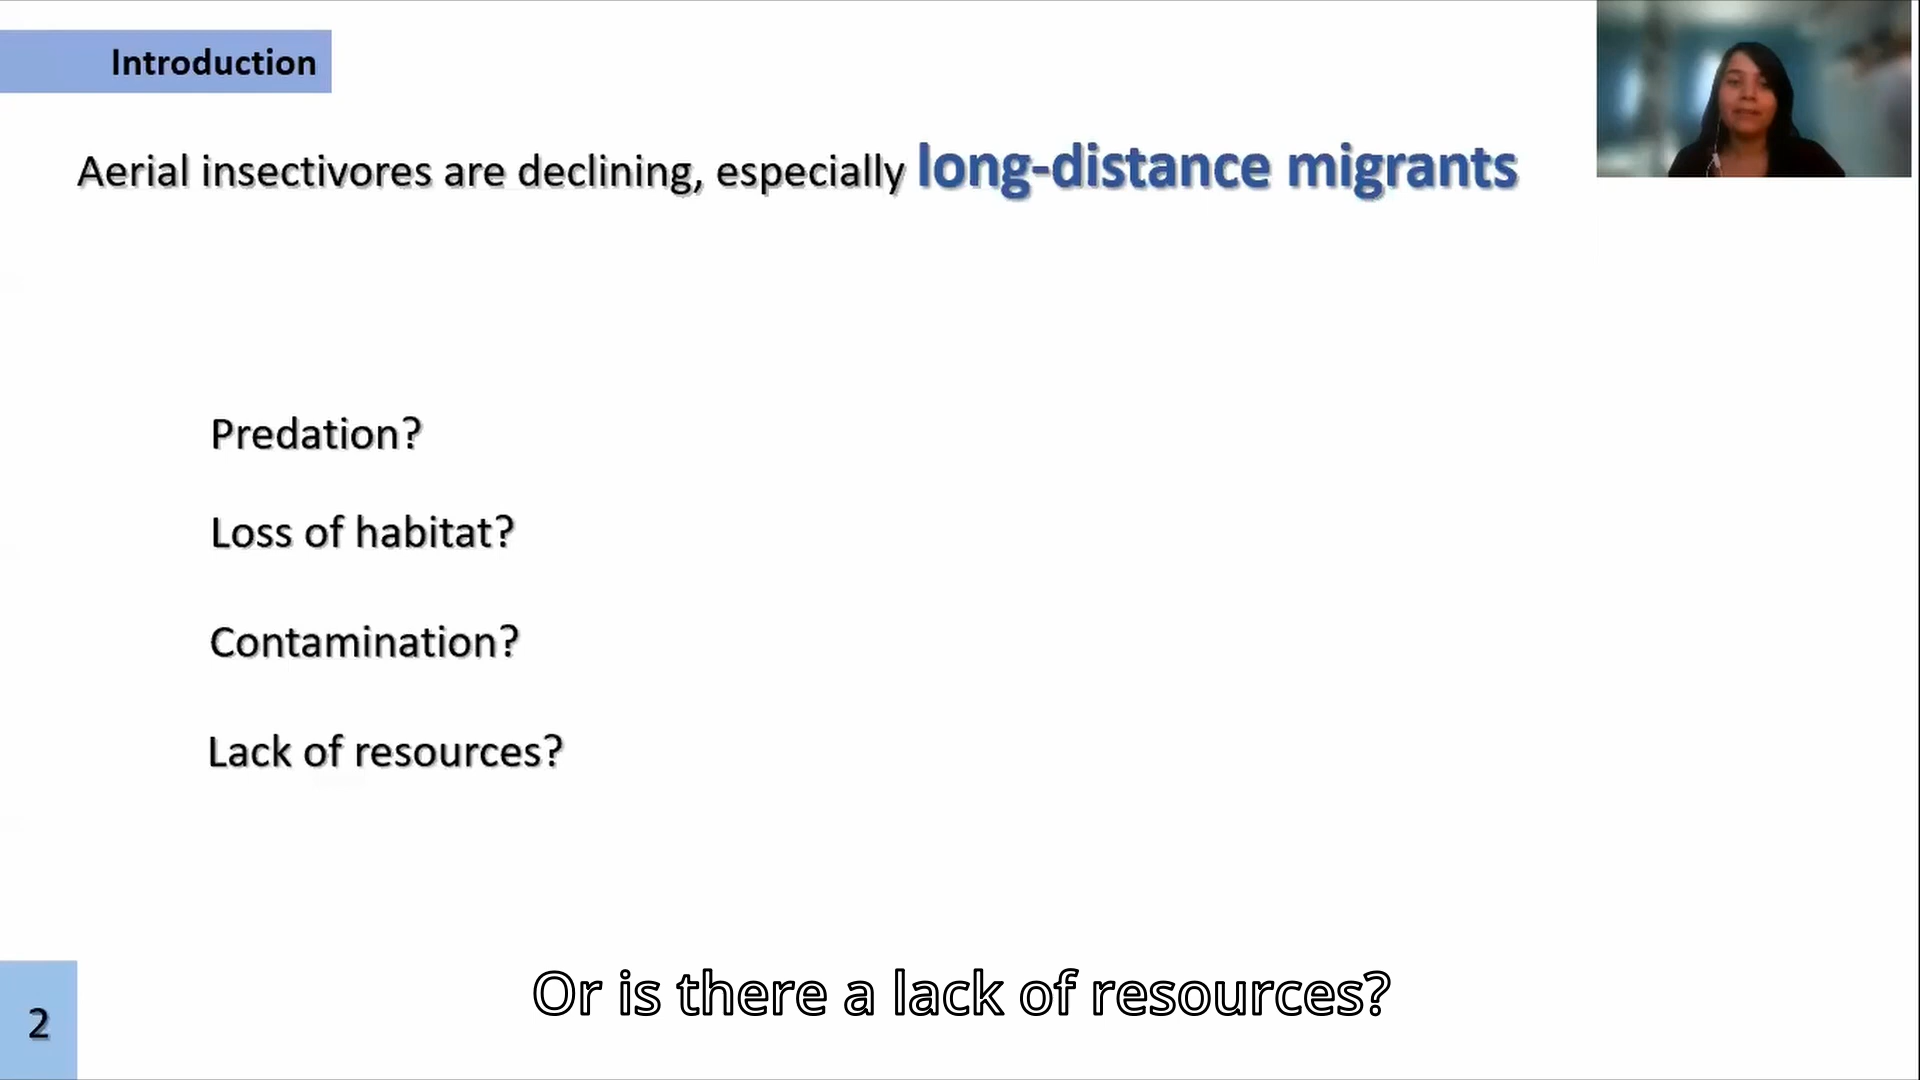 Introduction
Aerial insectivores are declining, especially long-distance migrants
Predation?
Loss of habitat?
Contamination?
Lack of resources?
Or is there a lack of resources?
2